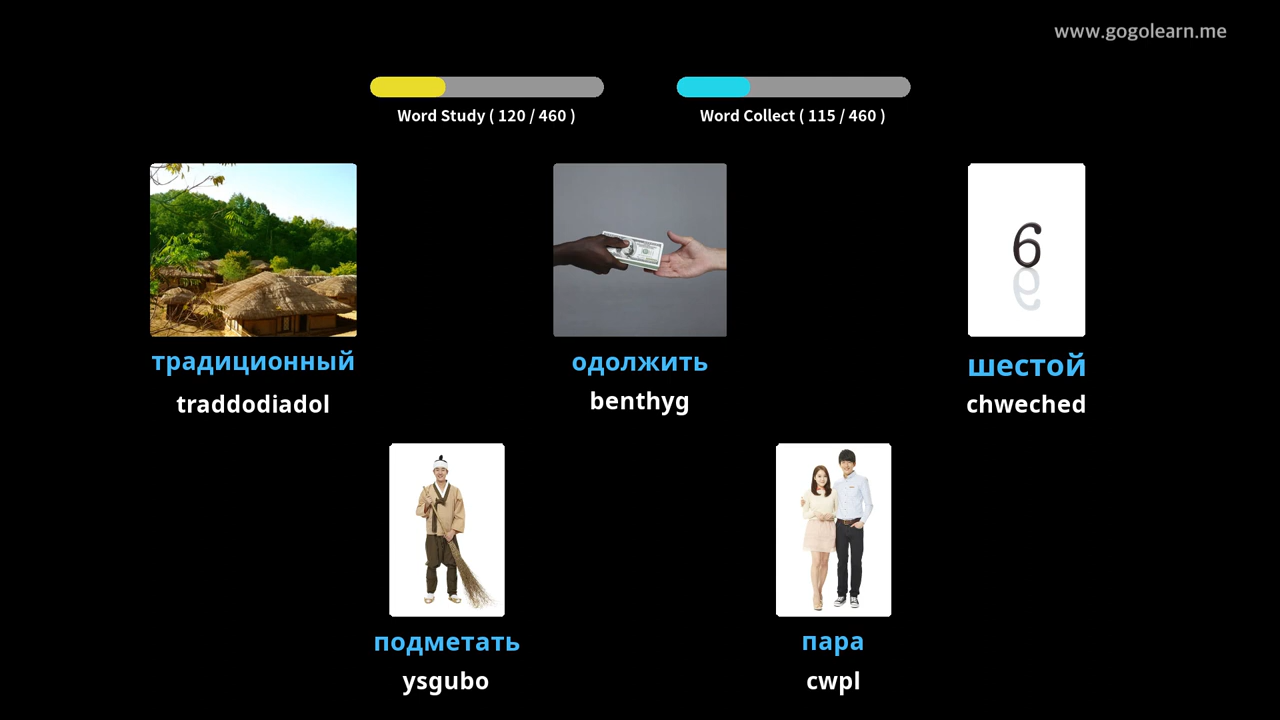 www.gogolearn.me
Word Study ( 120 / 460 )
Word Collect ( 115 / 460 )
6
традиционный
одолжить
шестой
traddodiadol
benthyg
chweched
подметать
пара
ysgubo
cwpl